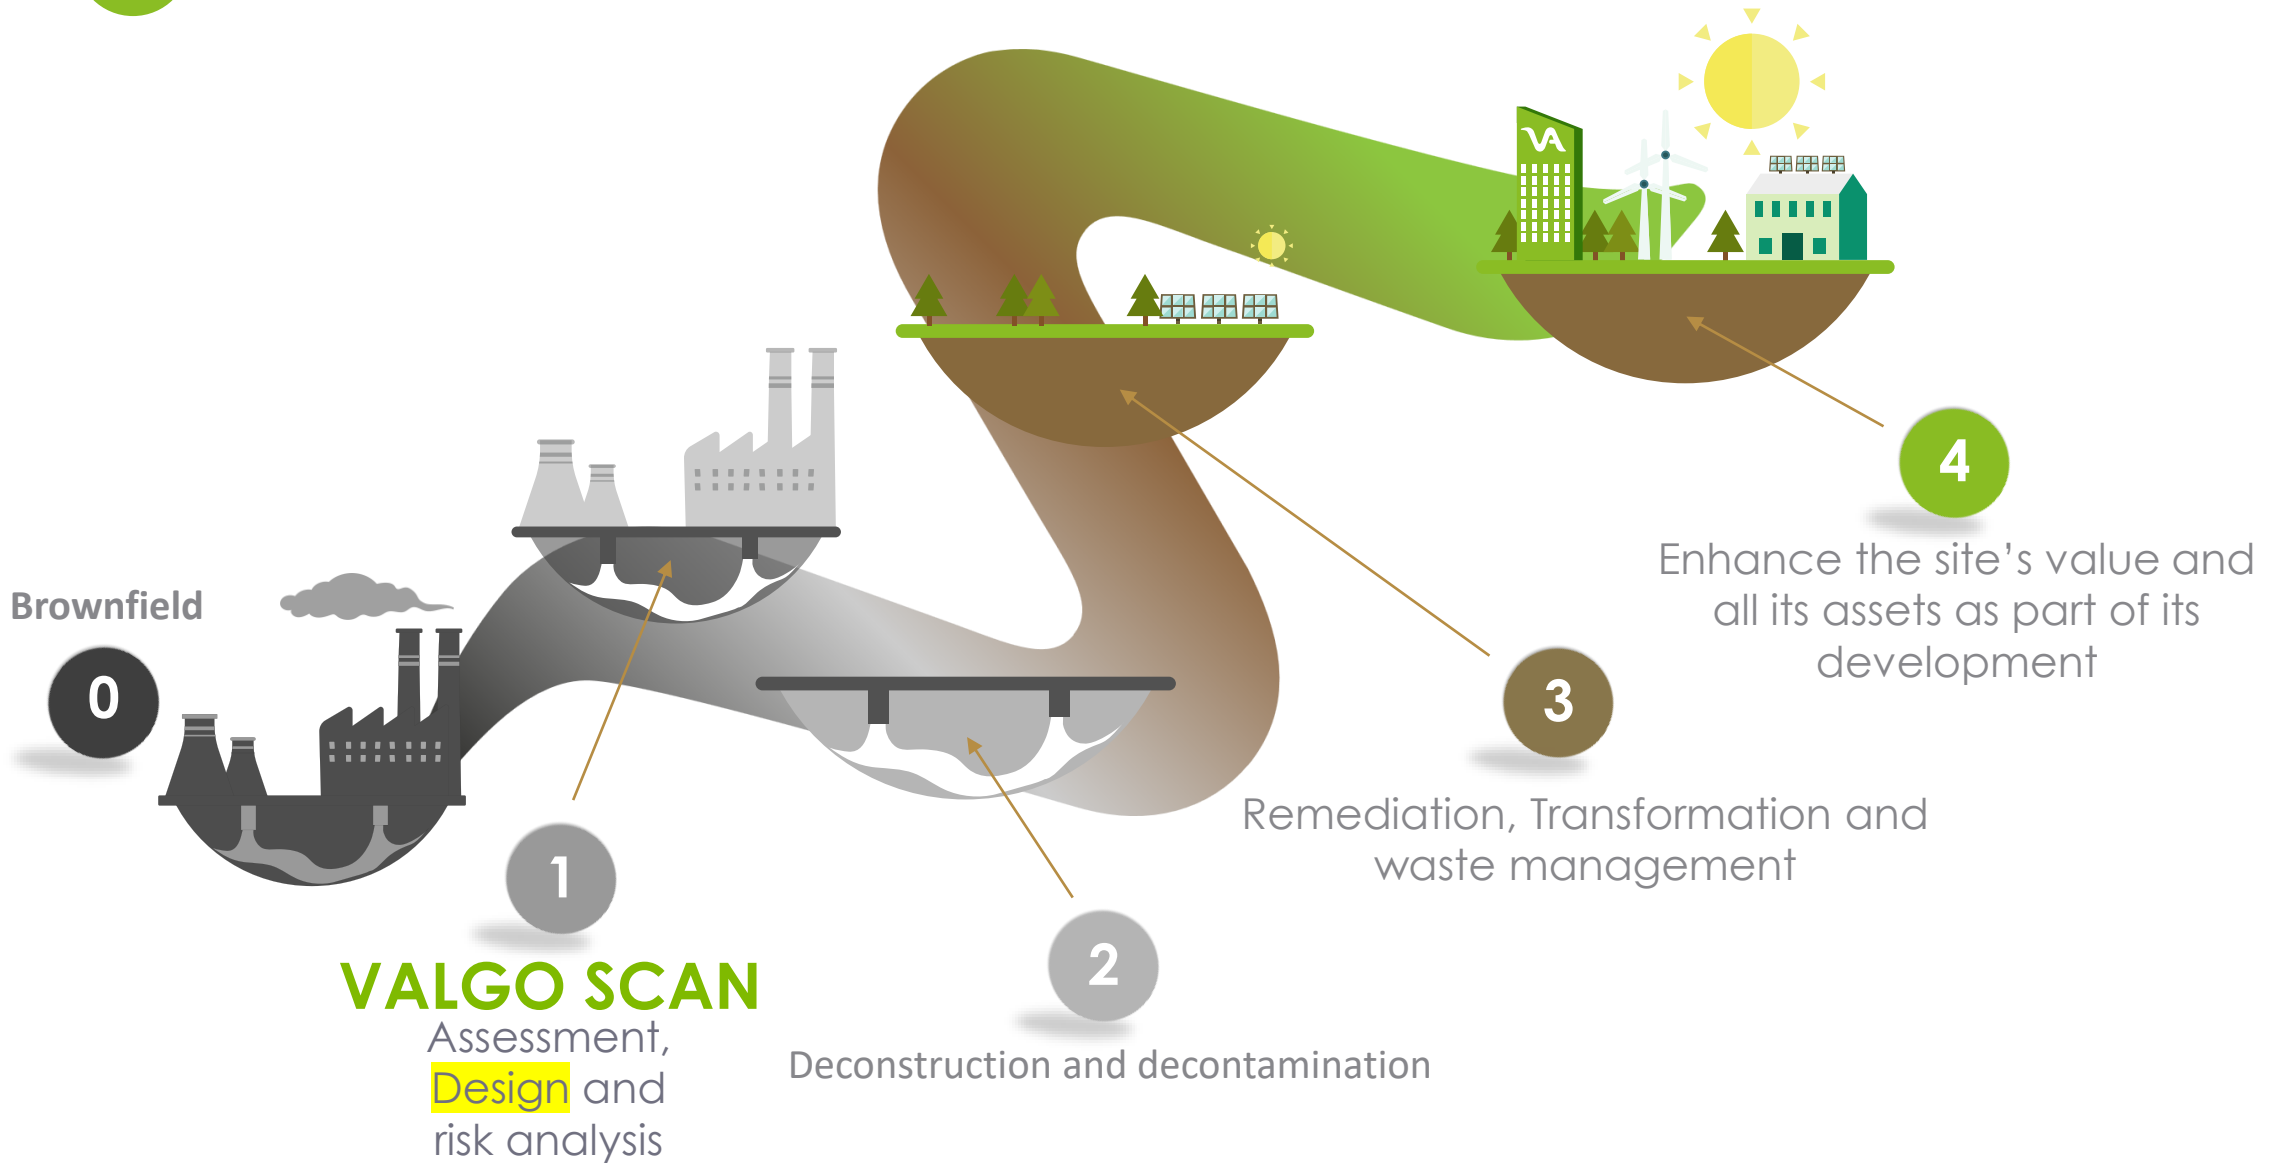 Brownfield
0
1
VALGO SCAN
Assessment,
Design and
risk analysis
2
Deconstruction and decontamination
3
Remediation, Transformation and
waste management
4
Enhance the site’s value and
all its assets as part of its
development
VA